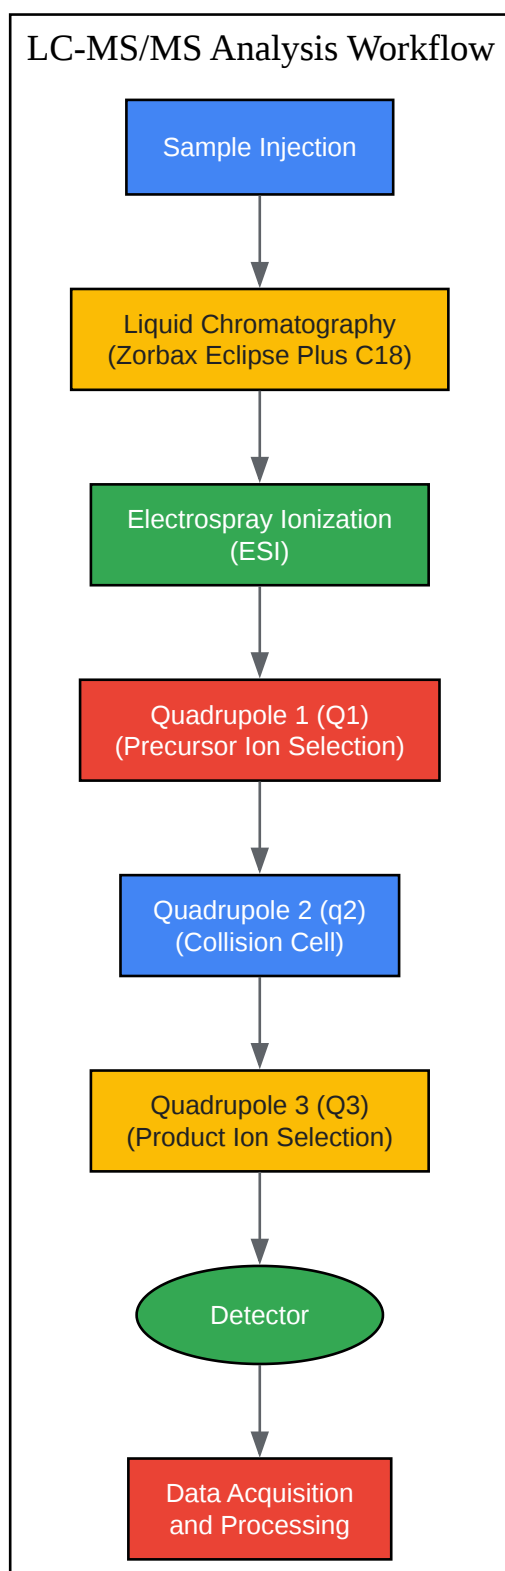 LC-MS/MS Analysis Workflow
Sample Injection
Liquid Chromatography
(Zorbax Eclipse Plus C18)
Electrospray Ionization
(ESI)
Quadrupole 1 (Q1)
(Precursor Ion Selection)
Quadrupole 2 (q2)
(Collision Cell)
Quadrupole 3 (Q3)
(Product Ion Selection)
Detector
Data Acquisition
and Processing